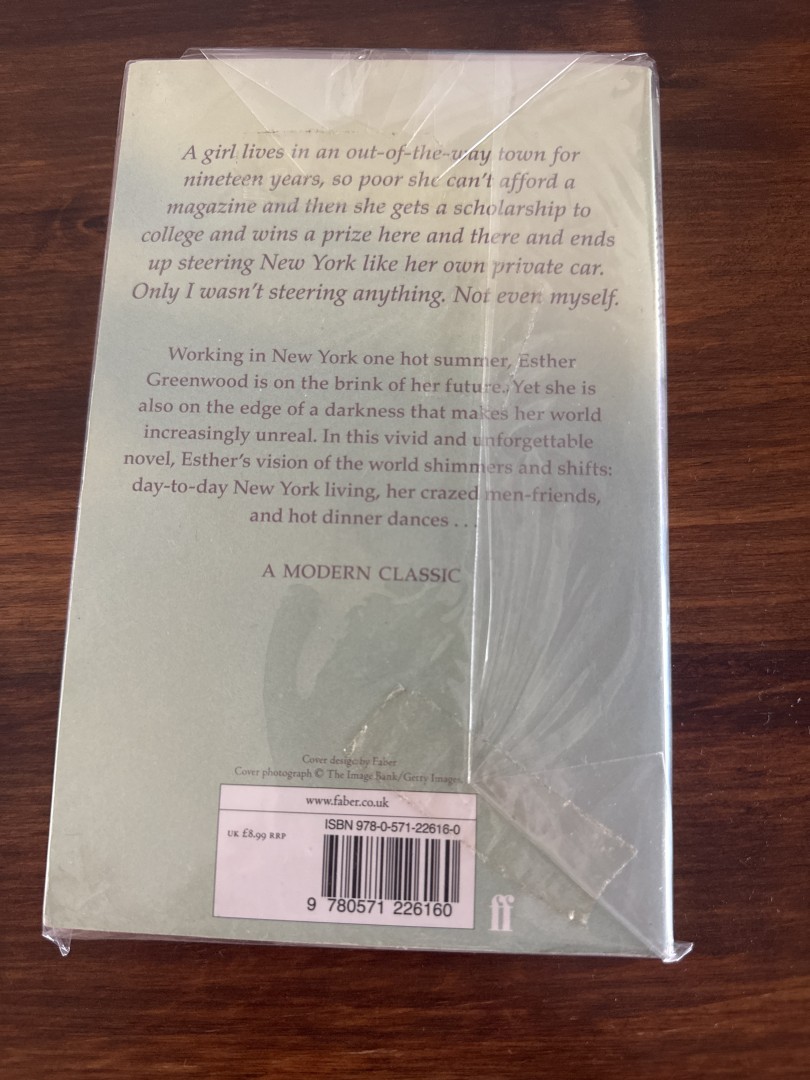 A girl lives in an out-of-the-way town for
nineteen years, so poor she can't afford a
magazine and then she gets a scholarship to
college and wins a prize here and there and ends
up steering New York like her own private car.
Only I wasn't steering anything. Not even myself.
Working in New York one hot summer, Esther
Greenwood is on the brink of her future. Yet she is
also on the edge of a darkness that makes her world
increasingly unreal. In this vivid and unforgettable
novel, Esther's vision of the world shimmers and shifts:
day-to-day New York living, her crazed men-friends,
and hot dinner dances . . .
A MODERN CLASSIC
Cover design by Faber
Cover photograph © The Image Bank/Getty Images
www.faber.co.uk
UK £8.99 RRP
ISBN 978-0-571-22616-0
9 780571 226160
ff